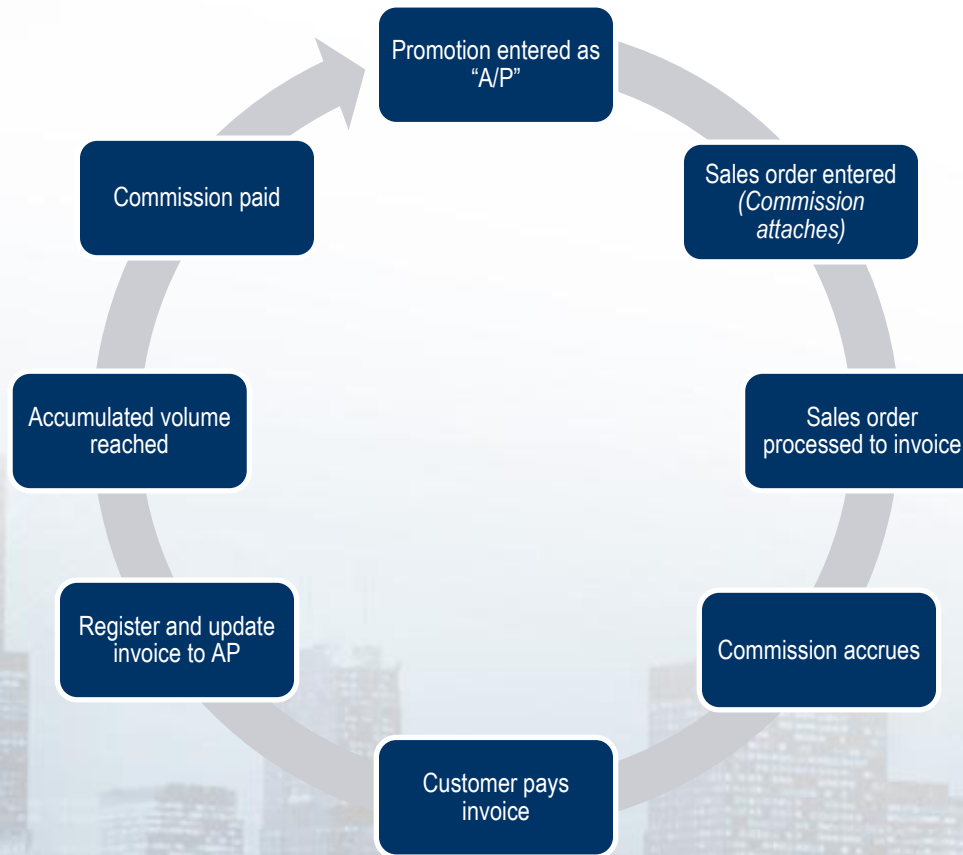 Promotion entered as
“A/P”
Sales order entered
(Commission
attaches)
Sales order
processed to invoice
Commission accrues
Customer pays
invoice
Register and update
invoice to AP
Accumulated volume
reached
Commission paid